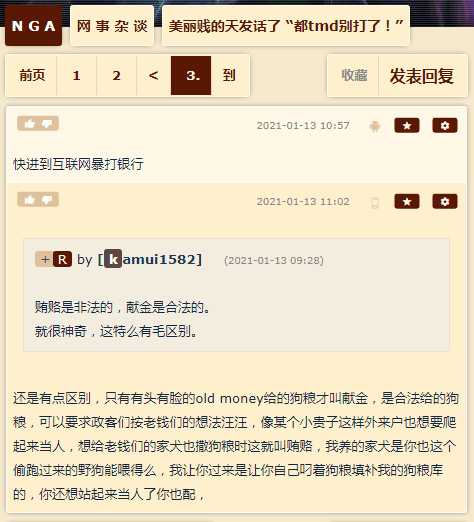 NGA 网事杂谈 美丽贱的天发话了 “都tmd别打了！”
前页 1 2 < 3. 到 收藏 发表回复
2021-01-13 10:57
快进到互联网暴打银行
2021-01-13 11:02
+R by [kamui1582] (2021-01-13 09:28)
贿赂是非法的，献金是合法的。
就很神奇，这特么有毛区别。
还是有点区别，只有有头有脸的old money给的狗粮才叫献金，是合法给的狗
粮，可以要求政客们按老钱们的想法汪汪，像某个小贵子这样外来户也想要爬
起来当人，想给老钱们的家犬也撒狗粮时这就叫贿赂，我养的家犬是你也这个
偷跑过来的野狗能喂得么，我让你过来是让你自己叼着狗粮填补我的狗粮库
的，你还想站起来当人了你也配，